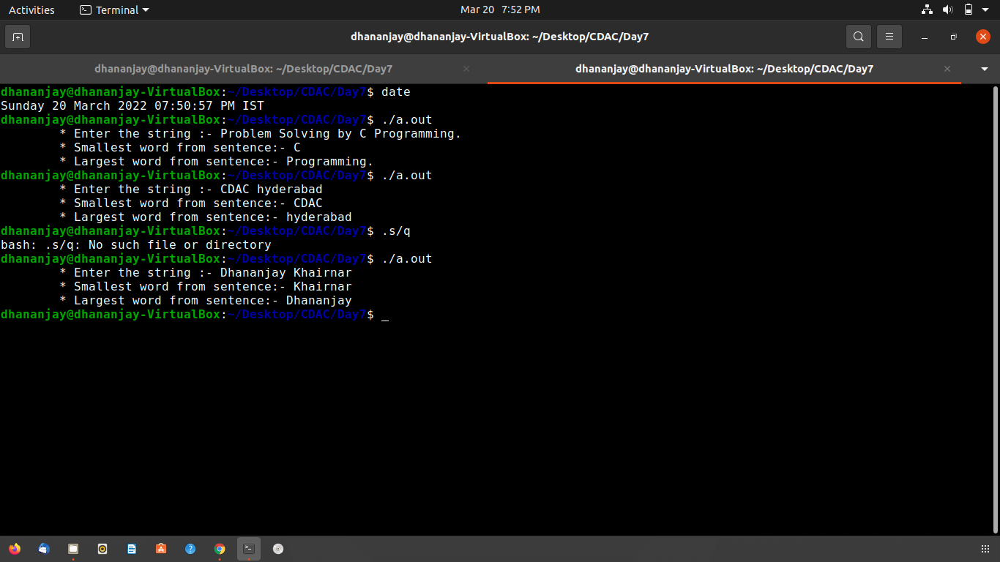 Activities Terminal Mar 20 7:52 PM
dhananjay@dhananjay-VirtualBox: ~/Desktop/CDAC/Day7
dhananjay@dhananjay-VirtualBox: ~/Desktop/CDAC/Day7 dhananjay@dhananjay-VirtualBox: ~/Desktop/CDAC/Day7
dhananjay@dhananjay-VirtualBox:~/Desktop/CDAC/Day7$ date
Sunday 20 March 2022 07:50:57 PM IST
dhananjay@dhananjay-VirtualBox:~/Desktop/CDAC/Day7$ ./a.out
* Enter the string :- Problem Solving by C Programming.
* Smallest word from sentence:- C
* Largest word from sentence:- Programming.
dhananjay@dhananjay-VirtualBox:~/Desktop/CDAC/Day7$ ./a.out
* Enter the string :- CDAC hyderabad
* Smallest word from sentence:- CDAC
* Largest word from sentence:- hyderabad
dhananjay@dhananjay-VirtualBox:~/Desktop/CDAC/Day7$ .s/q
bash: .s/q: No such file or directory
dhananjay@dhananjay-VirtualBox:~/Desktop/CDAC/Day7$ ./a.out
* Enter the string :- Dhananjay Khairnar
* Smallest word from sentence:- Khairnar
* Largest word from sentence:- Dhananjay
dhananjay@dhananjay-VirtualBox:~/Desktop/CDAC/Day7$ _